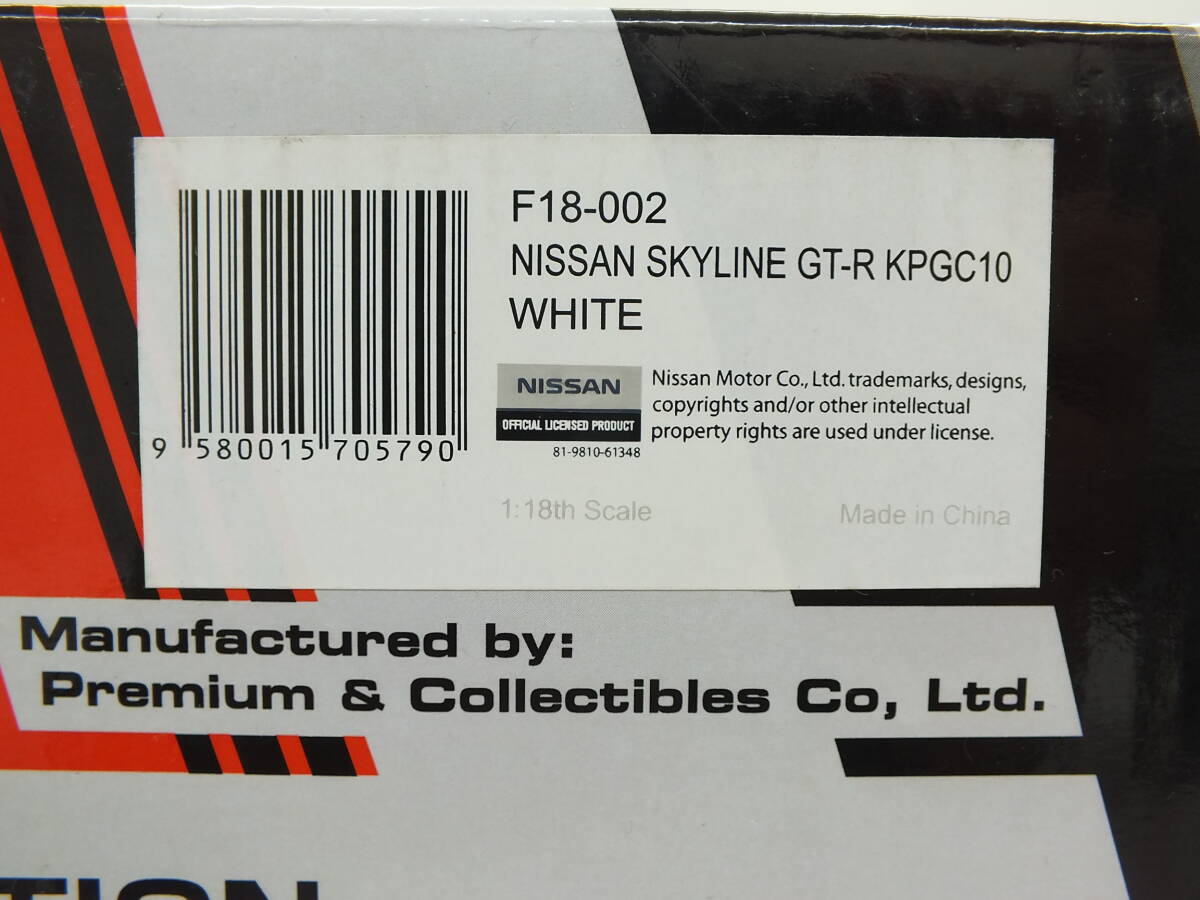 F18-002
NISSAN SKYLINE GT-R KPGC10
WHITE
9 580015 705790
NISSAN
OFFICIAL LICENSED PRODUCT
81-9810-61348
Nissan Motor Co., Ltd. trademarks, designs,
copyrights and/or other intellectual
property rights are used under license.
1:18th Scale
Made in China
Manufactured by:
Premium & Collectibles Co, Ltd.
TION